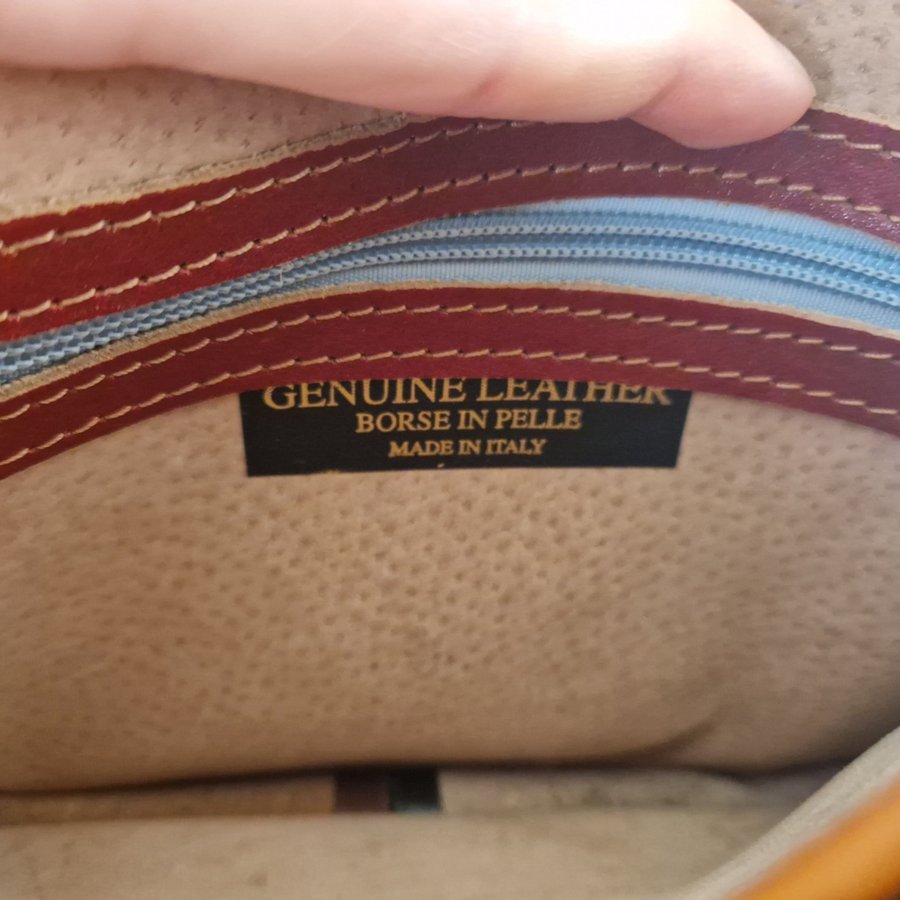 GENUINE LEATHER
BORSE IN PELLE
MADE IN ITALY